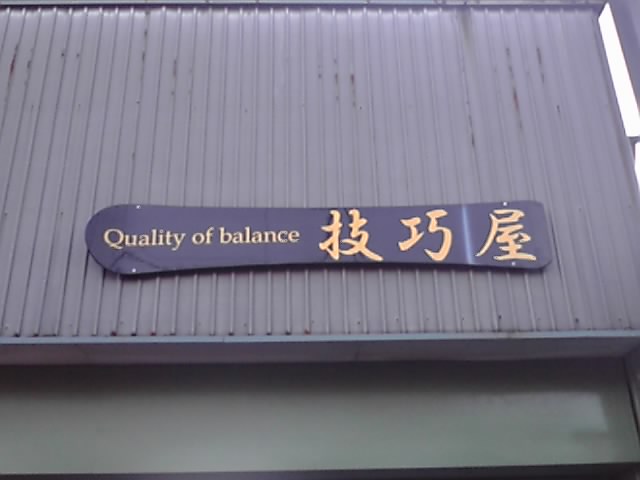 Quality of balance 技巧屋